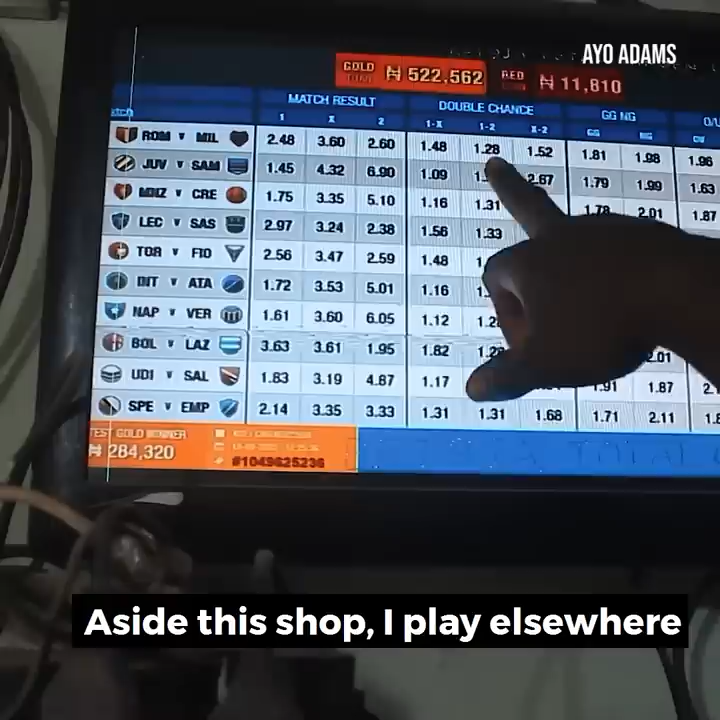 AYO ADAMS
GOLD ₦ 522,562 RED ₦ 11,810
MATCH RESULT DOUBLE CHANCE GG NG
1 X 2 1-X 1-2 X-2 GG NG
ROM v MIL 2.48 3.60 2.60 1.48 1.28 1.52 1.81 1.98 1.96
JUV v SAM 1.45 4.32 6.90 1.09 2.67 1.79 1.99 1.63
MNZ v CRE 1.75 3.35 5.10 1.16 1.31 1.78 2.01 1.87
LEC v SAS 2.97 3.24 2.38 1.56 1.33
TOR v FIO 2.56 3.47 2.59 1.48
INT v ATA 1.72 3.53 5.01 1.16
NAP v VER 1.61 3.60 6.05 1.12
BOL v LAZ 3.63 3.61 1.95 1.82 2.01
UDI v SAL 1.83 3.19 4.87 1.17 1.91 1.87
SPE v EMP 2.14 3.35 3.33 1.31 1.31 1.68 1.71 2.11
TEST GOLD WINNER
₦ 284,320 #1049625236
Aside this shop, I play elsewhere